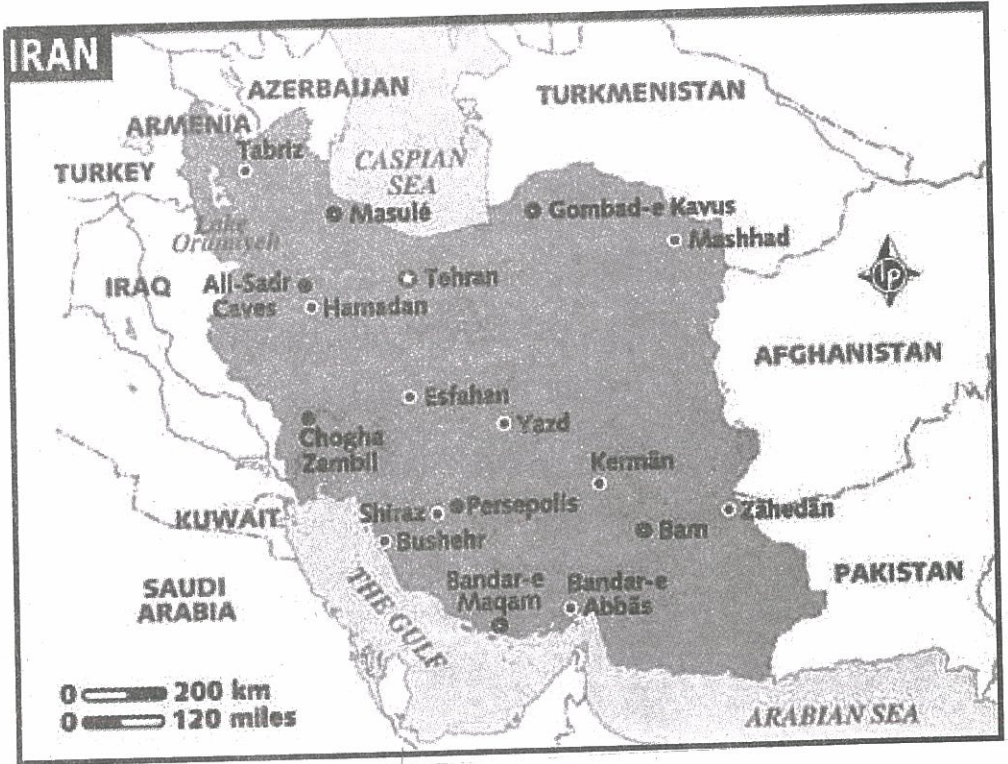 IRAN
AZERBAIJAN
TURKMENISTAN
ARMENIA
Tabriz
TURKEY
CASPIAN
SEA
Masulé
Gombad-e Kavus
Lake
Orumiyeh
Mashhad
IRAQ
All-Sadr
Caves
Tehran
Hamadan
lp
AFGHANISTAN
Esfahan
Yazd
Chogha
Zambil
Kermān
KUWAIT
Shiraz
Persepolis
Zāhedān
Bushehr
Bam
SAUDI
ARABIA
THE GULF
Bandar-e
Maqam
Bandar-e
Abbās
PAKISTAN
0 200 km
0 120 miles
ARABIAN SEA